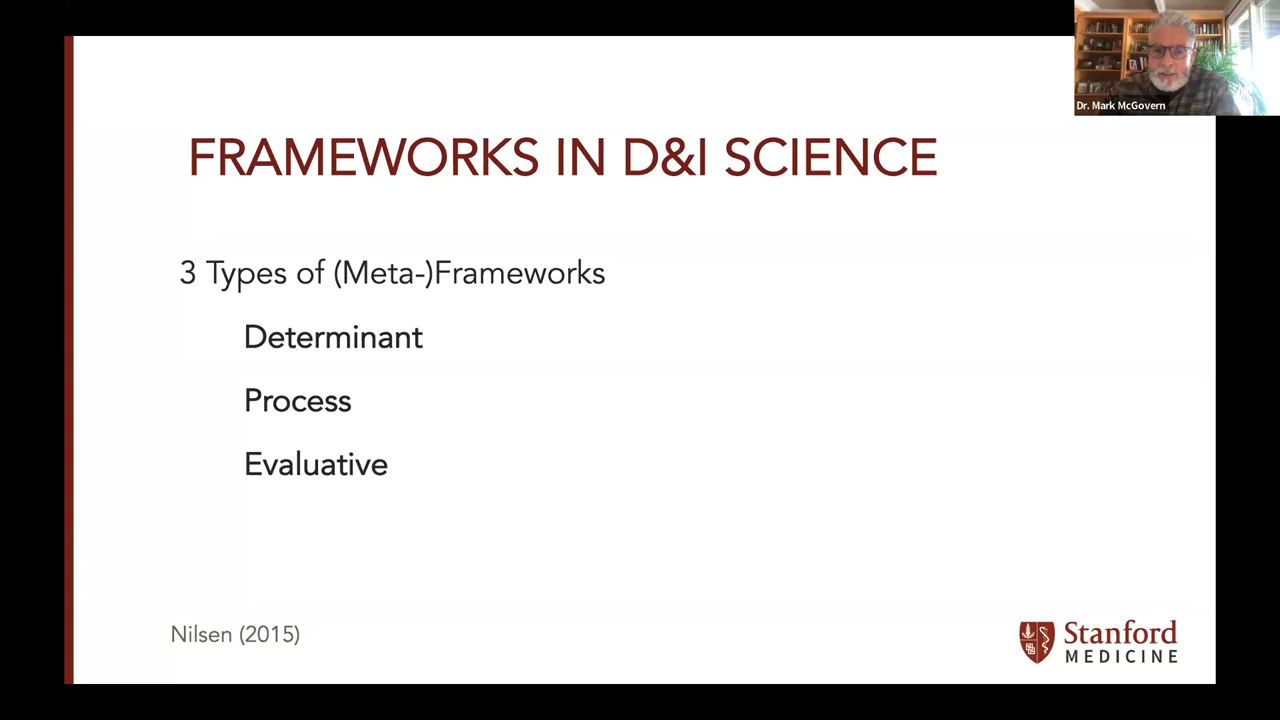 Dr. Mark McGovern
FRAMEWORKS IN D&I SCIENCE
3 Types of (Meta-)Frameworks
Determinant
Process
Evaluative
Nilsen (2015)
Stanford
MEDICINE